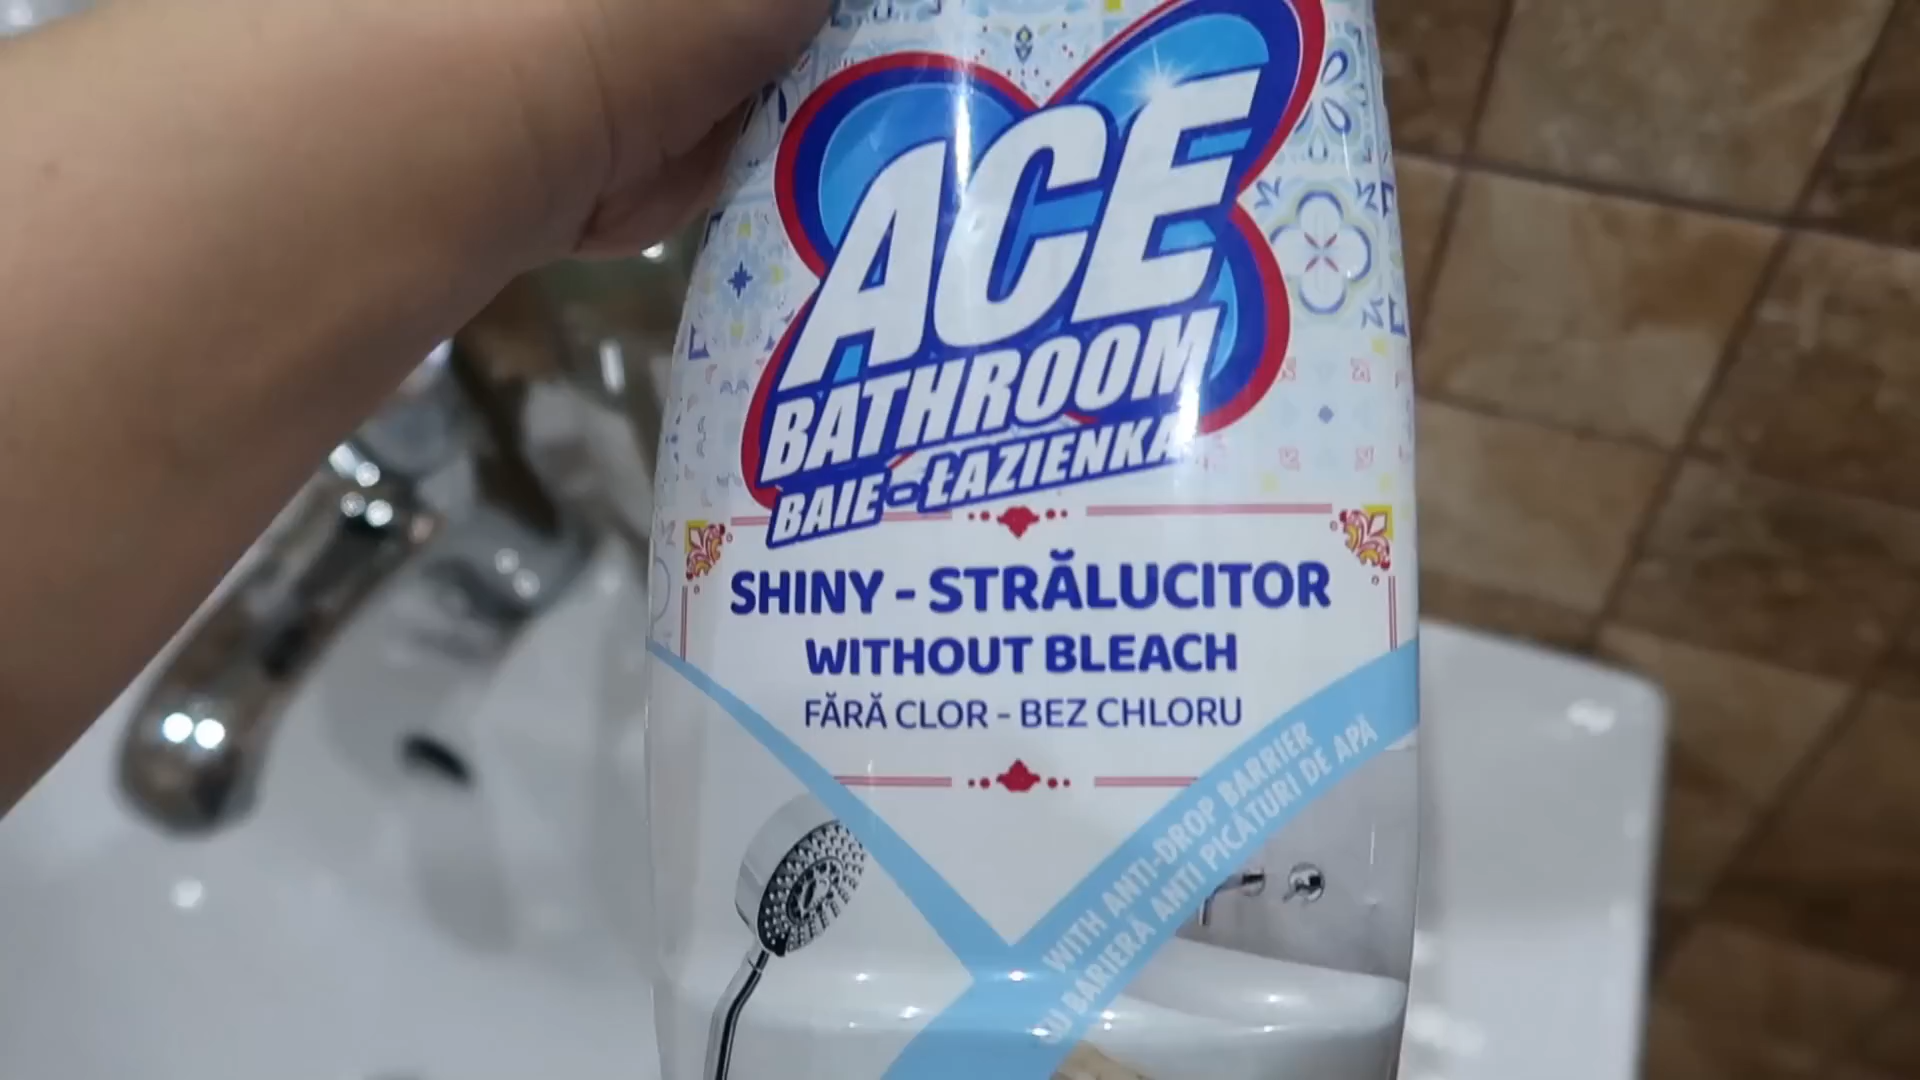 ACE
BATHROOM
BAIE-ŁAZIENKA
SHINY - STRĂLUCITOR
WITHOUT BLEACH
FĂRĂ CLOR - BEZ CHLORU
WITH ANTI-DROP BARRIER
CU BARIERĂ ANTI PICĂTURI DE APĂ